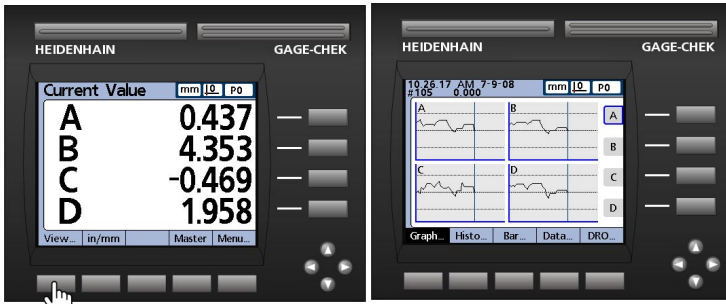 HEIDENHAIN GAGE-CHEK
Current Value mm P0
A 0.437
B 4.353
C -0.469
D 1.958
View... in/mm Master Menu...
HEIDENHAIN GAGE-CHEK
10.26.17 AM 7-9-08 mm P0
#105 0.000
A B A
B
C D C
D
Graph... Histo... Bar... Data... DRO...